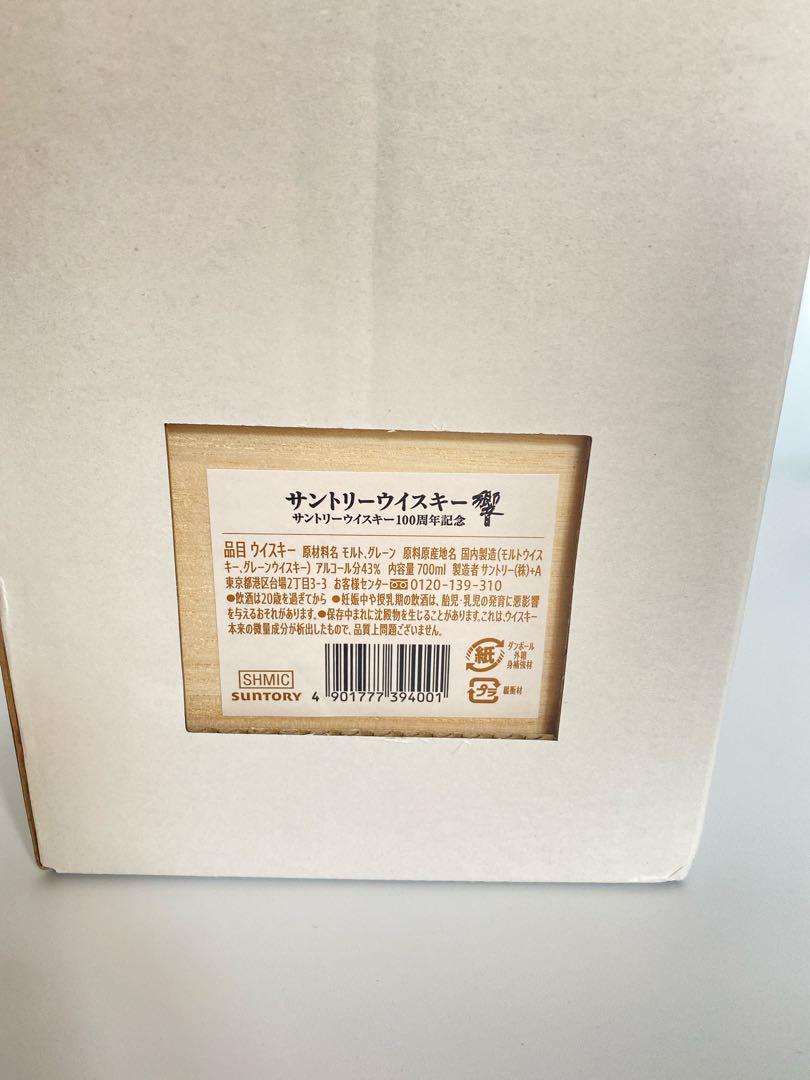 サントリーウイスキー 響
サントリーウイスキー100周年記念
品目 ウイスキー 原材料名 モルト、グレーン 原料原産地名 国内製造(モルトウイス
キー、グレーンウイスキー) アルコール分43% 内容量 700ml 製造者 サントリー(株)+A
東京都港区台場2丁目3-3 お客様センター 0120-139-310
●飲酒は20歳を過ぎてから ●妊娠中や授乳期の飲酒は、胎児・乳児の発育に悪影響
を与えるおそれがあります。●保存中まれに沈殿物を生じることがあります。これは、ウイスキー
本来の微量成分が析出したもので、品質上問題ございません。
SHMIC
SUNTORY
4 901777 394001
紙
ダンボール
外箱
身補強材
プラ
緩衝材